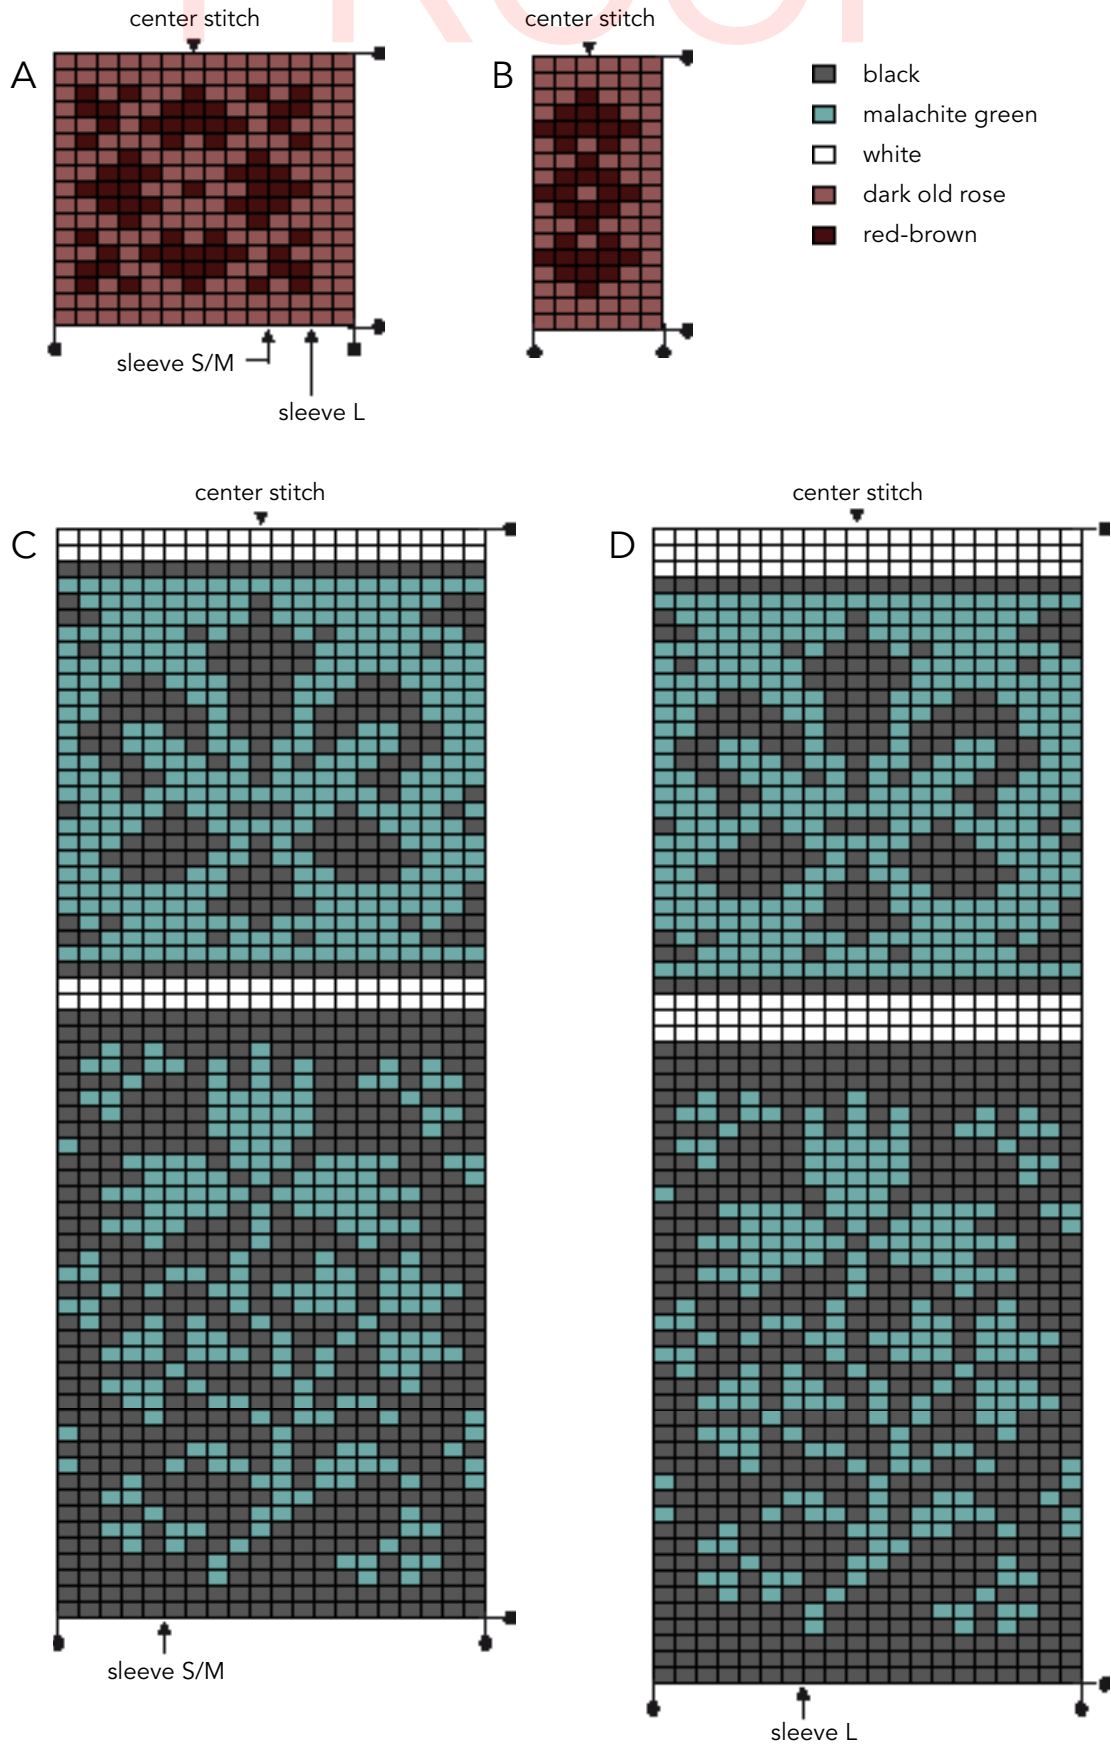 PROOF
center stitch
center stitch
A
B
black
malachite green
white
dark old rose
red-brown
sleeve S/M
sleeve L
center stitch
center stitch
C
D
sleeve S/M
sleeve L